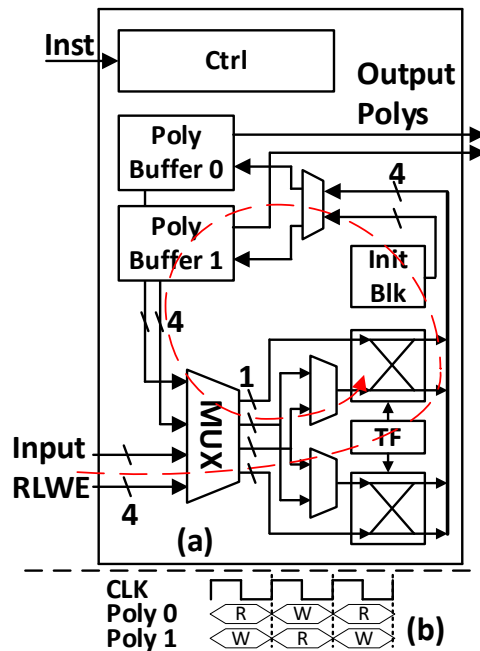 Inst
Ctrl
Output
Polys
Poly
Buffer 0
4
Poly
Buffer 1
Init
Blk
4
1
MUX
TF
Input
RLWE
4
(a)
CLK
Poly 0 R W R
Poly 1 W R W
(b)